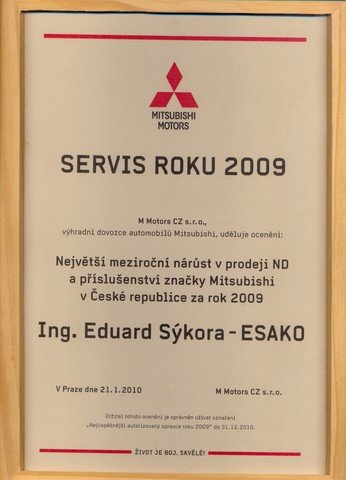 MITSUBISHI
MOTORS
SERVIS ROKU 2009
M Motors CZ s.r.o.,
výhradní dovozce automobilů Mitsubishi, uděluje ocenění:
Největší meziroční nárůst v prodeji ND
a příslušenství značky Mitsubishi
v České republice za rok 2009
Ing. Eduard Sýkora - ESAKO
V Praze dne 21.1.2010 M Motors CZ s.r.o.
Držitel tohoto ocenění je oprávněn užívat označení
„Nejúspěšnější autorizovaný opravce roku 2009" do 31.12.2010.
ŽIVOT JE BOJ. SKVĚLÉ!